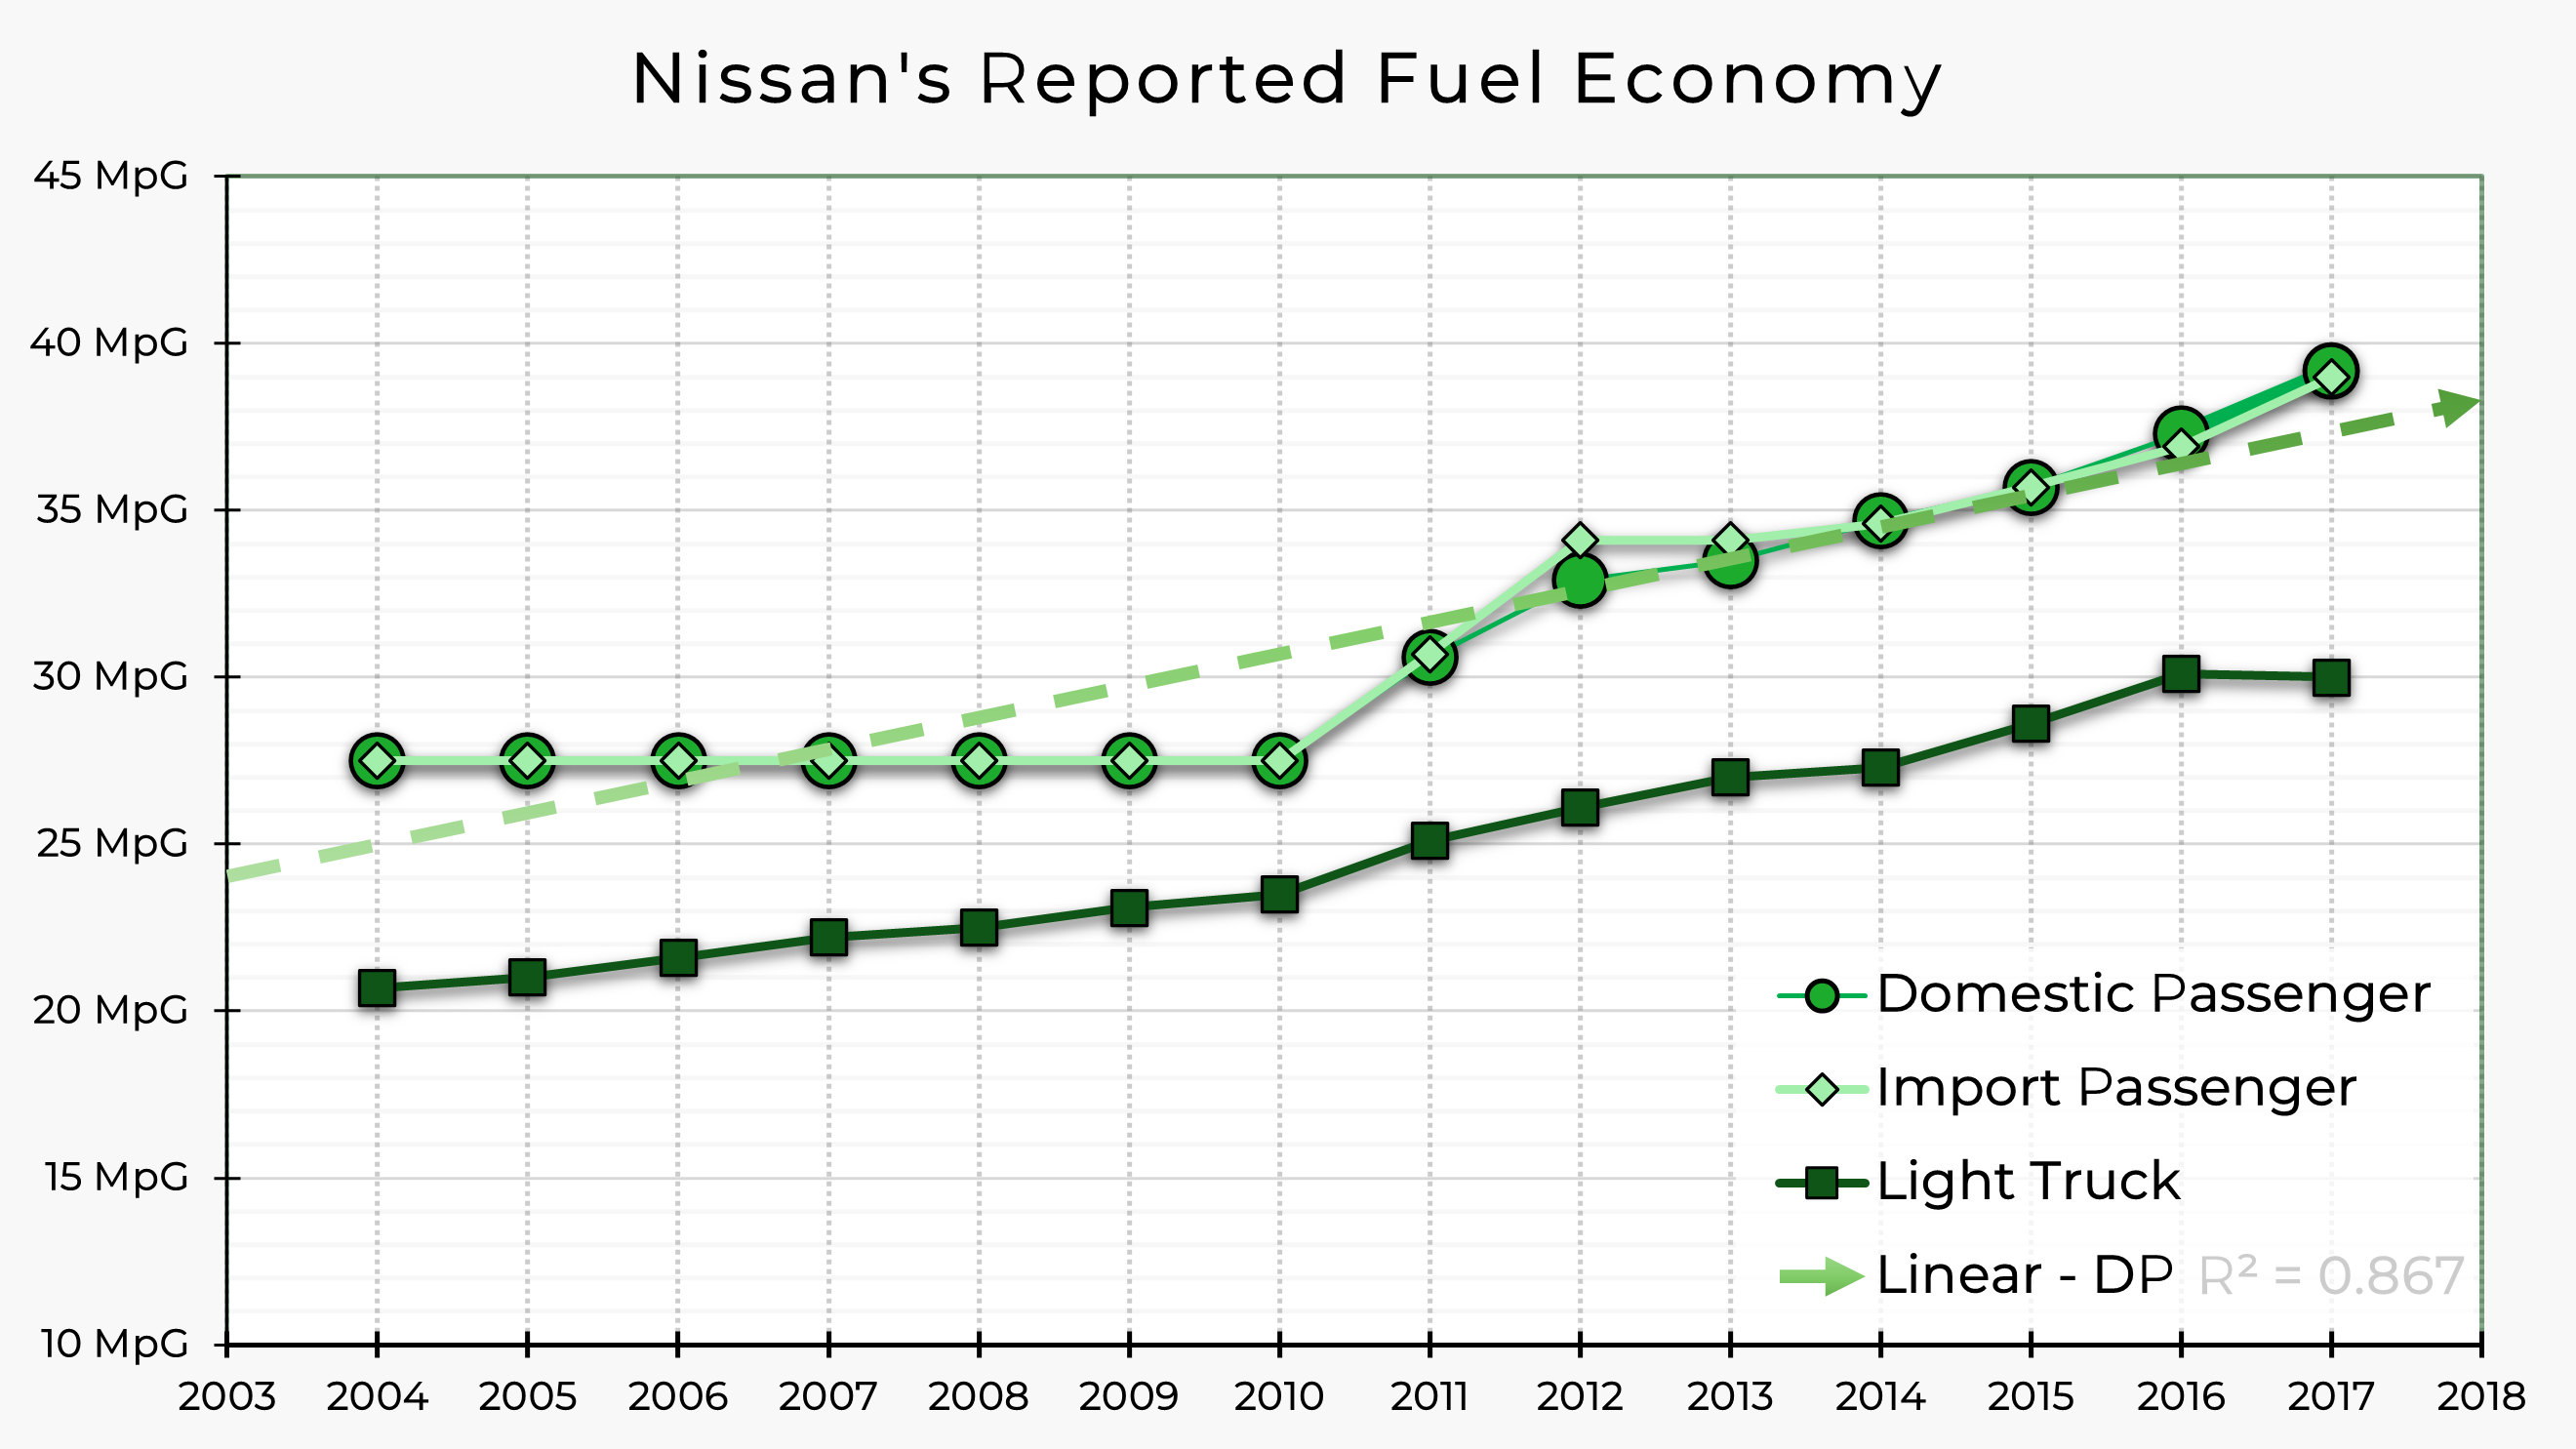 Nissan's Reported Fuel Economy
45 MpG
40 MpG
35 MpG
30 MpG
25 MpG
20 MpG
15 MpG
10 MpG
Domestic Passenger
Import Passenger
Light Truck
Linear - DP R² = 0.867
2003 2004 2005 2006 2007 2008 2009 2010 2011 2012 2013 2014 2015 2016 2017 2018